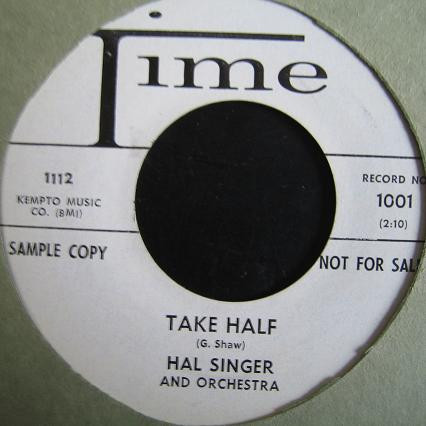 Time
1112
KEMPTO MUSIC
CO. (BMI)
RECORD NO.
1001
(2:10)
SAMPLE COPY
NOT FOR SAL
TAKE HALF
(G. Shaw)
HAL SINGER
AND ORCHESTRA